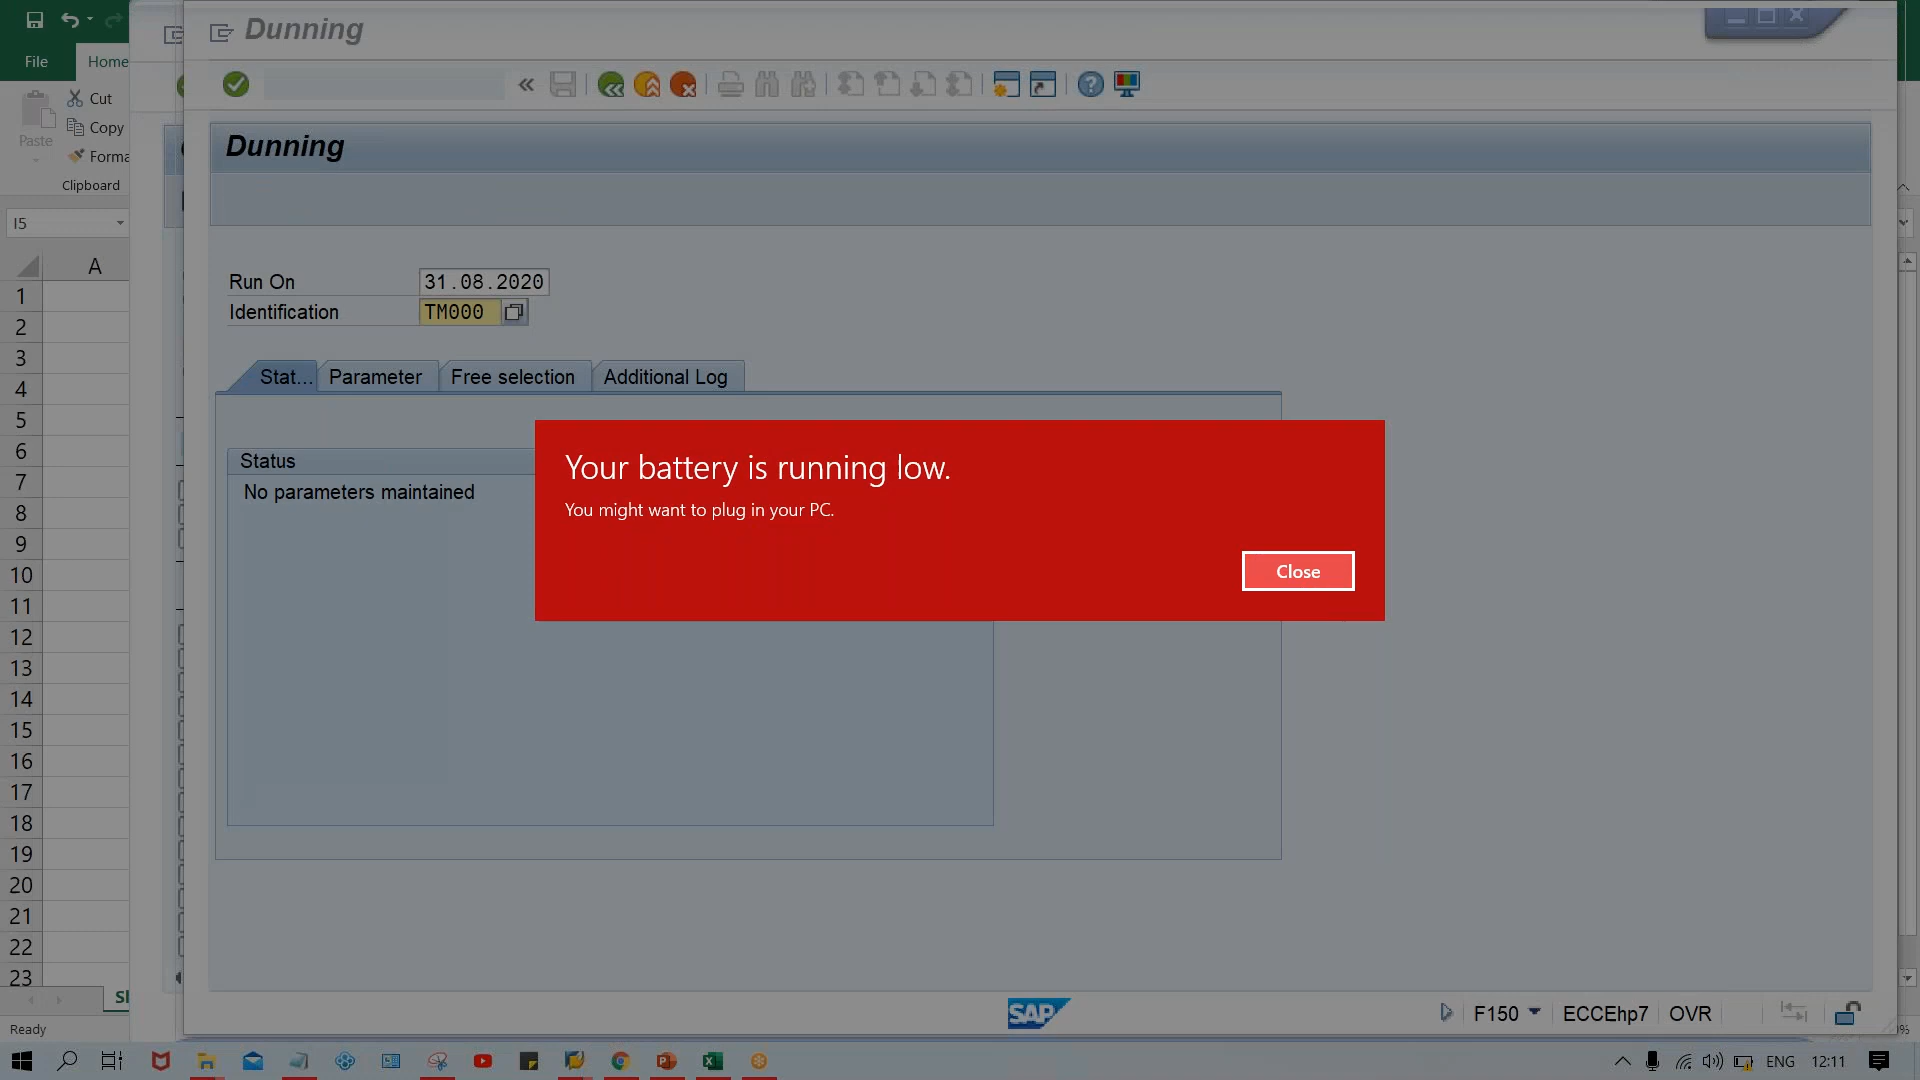 Dunning
File
Home
Cut
Copy
Paste
Forma
Clipboard
Dunning
I5
A
Run On 31.08.2020
Identification TM000
Stat... Parameter Free selection Additional Log
Status
No parameters maintained
Your battery is running low.
You might want to plug in your PC.
Close
1
2
3
4
5
6
7
8
9
10
11
12
13
14
15
16
17
18
19
20
21
22
23
SAP
F150 ECCEhp7 OVR
Ready
ENG 12:11